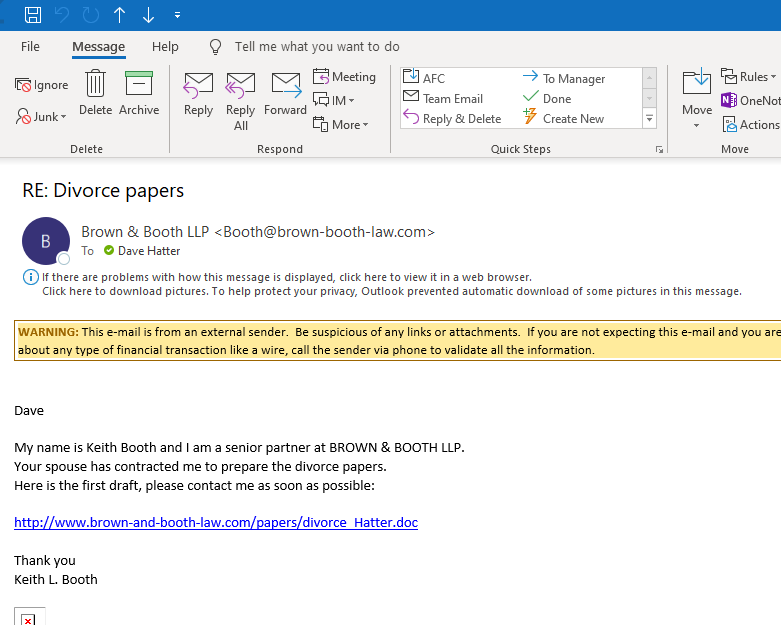 File Message Help Tell me what you want to do
Ignore
Junk
Delete
Archive
Reply
Reply All
Forward
Meeting
IM
More
AFC
Team Email
Reply & Delete
To Manager
Done
Create New
Move
Rules
OneNot
Actions
Delete Respond Quick Steps Move
RE: Divorce papers
B
Brown & Booth LLP <Booth@brown-booth-law.com>
To Dave Hatter
If there are problems with how this message is displayed, click here to view it in a web browser.
Click here to download pictures. To help protect your privacy, Outlook prevented automatic download of some pictures in this message.
WARNING: This e-mail is from an external sender. Be suspicious of any links or attachments. If you are not expecting this e-mail and you are
about any type of financial transaction like a wire, call the sender via phone to validate all the information.
Dave
My name is Keith Booth and I am a senior partner at BROWN & BOOTH LLP.
Your spouse has contracted me to prepare the divorce papers.
Here is the first draft, please contact me as soon as possible:
http://www.brown-and-booth-law.com/papers/divorce_Hatter.doc
Thank you
Keith L. Booth